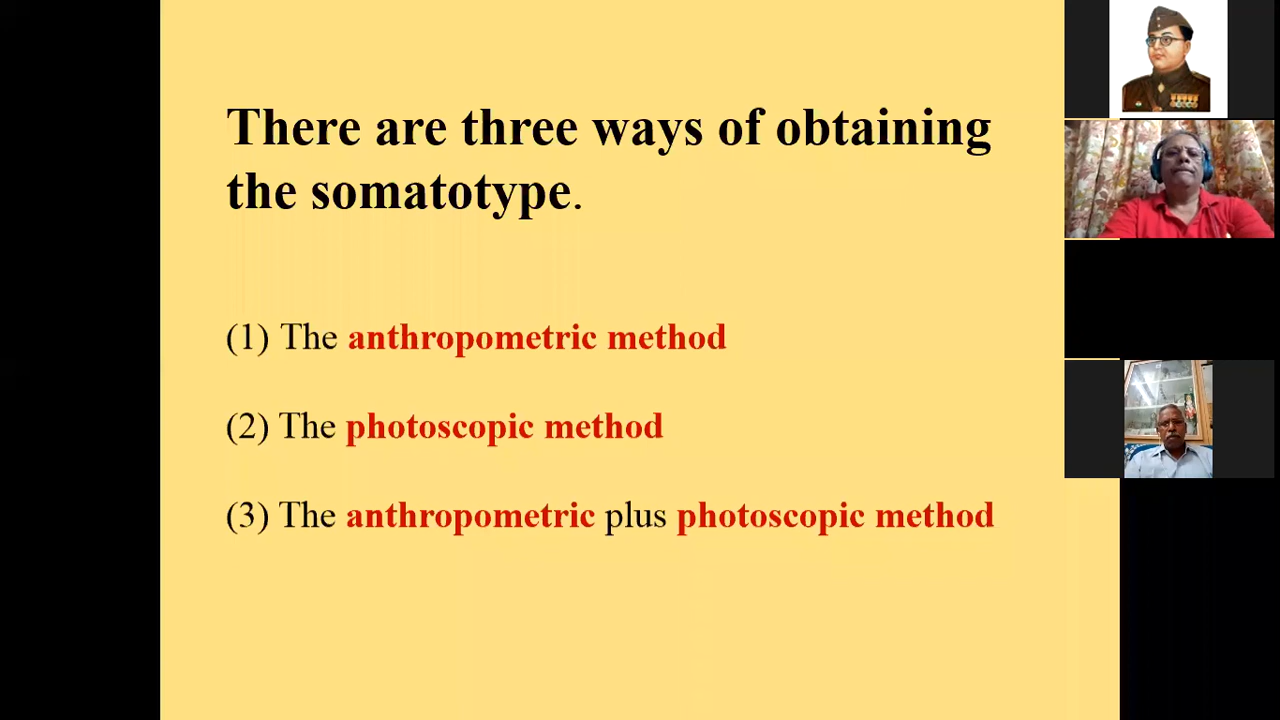 There are three ways of obtaining
the somatotype.
(1) The anthropometric method
(2) The photoscopic method
(3) The anthropometric plus photoscopic method